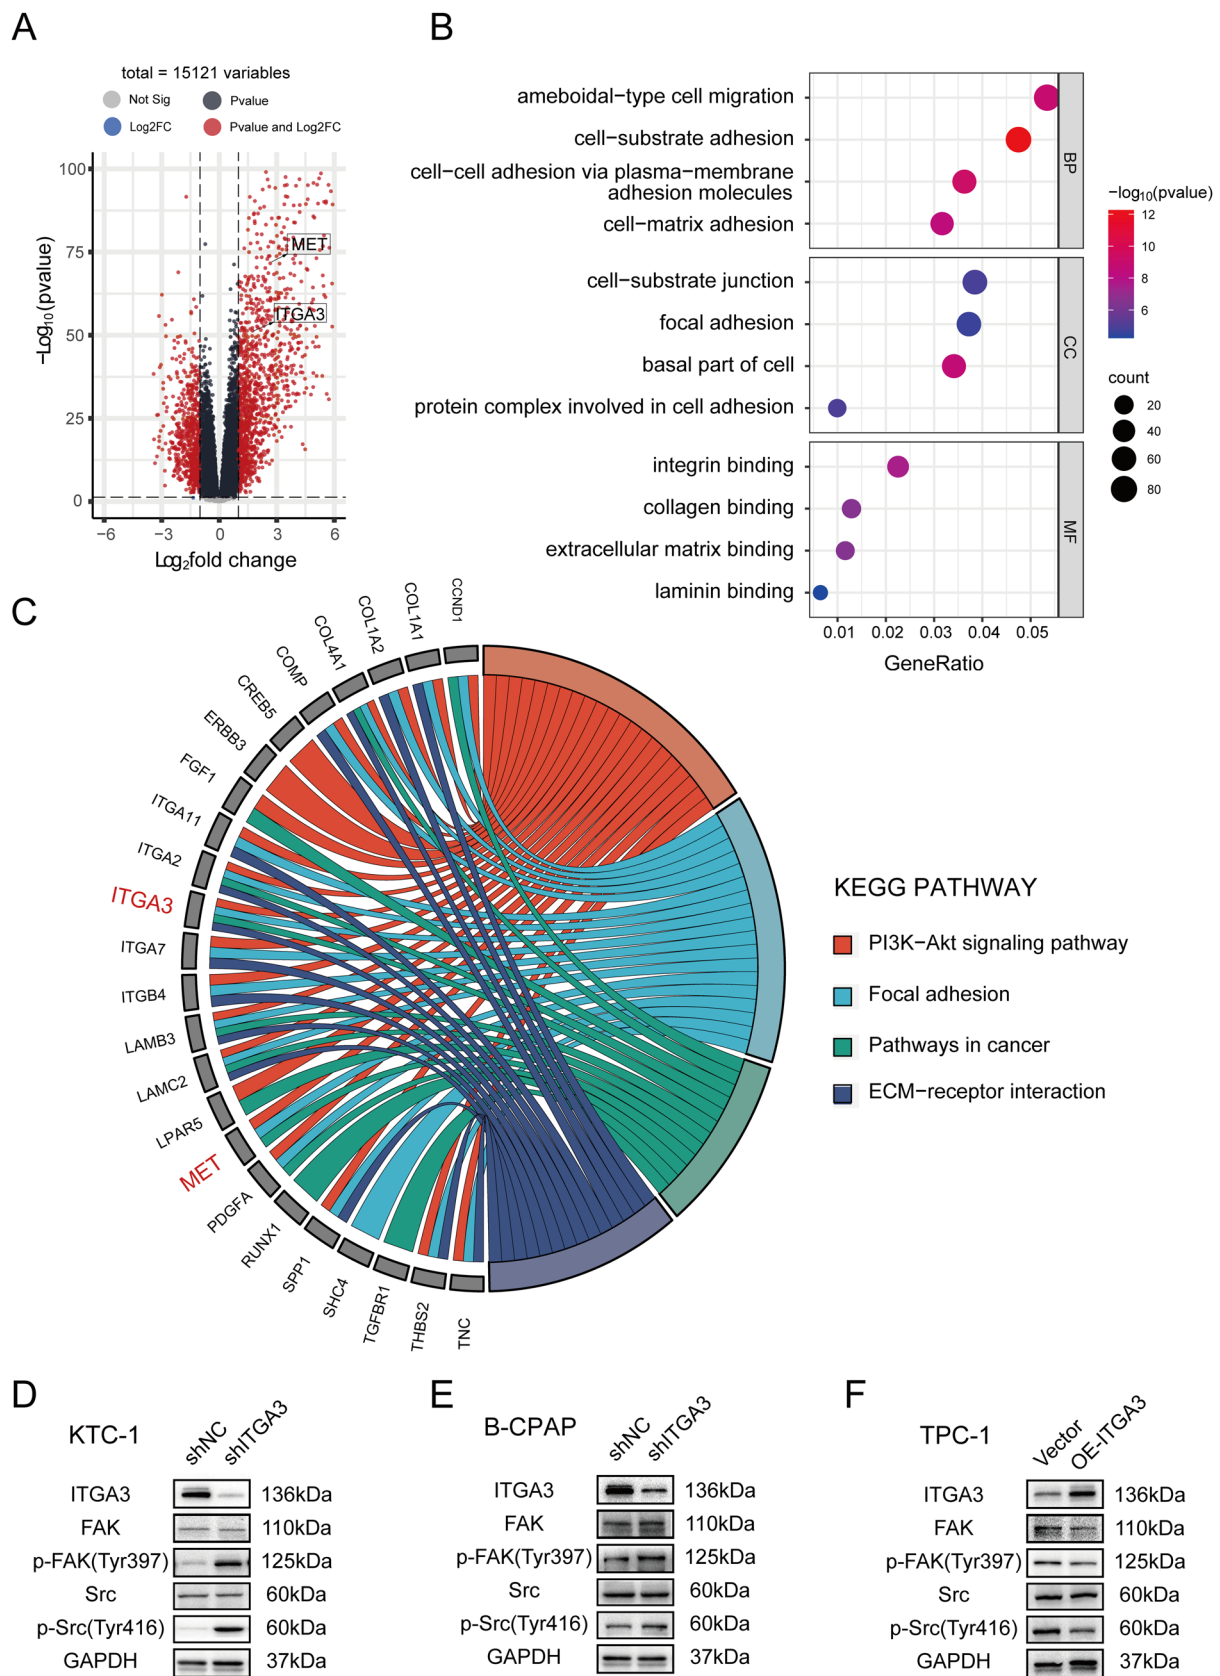 A
total = 15121 variables
Not Sig
Pvalue
Log2FC
Pvalue and Log2FC
100
75
50
25
0
−Log10(pvalue)
MET
ITGA3
−6
−3
0
3
6
Log2fold change
B
ameboidal−type cell migration
cell−substrate adhesion
cell−cell adhesion via plasma−membrane
adhesion molecules
cell−matrix adhesion
BP
cell−substrate junction
focal adhesion
basal part of cell
protein complex involved in cell adhesion
CC
integrin binding
collagen binding
extracellular matrix binding
laminin binding
MF
0.01
0.02
0.03
0.04
0.05
GeneRatio
−log10(pvalue)
12
10
8
6
count
20
40
60
80
C
CCND1
COL1A1
COL1A2
COL4A1
COMP
CREB5
ERBB3
FGF1
ITGA11
ITGA2
ITGA3
ITGA7
ITGB4
LAMB3
LAMC2
LPAR5
MET
PDGFA
RUNX1
SPP1
SHC4
TGFBR1
THBS2
TNC
KEGG PATHWAY
PI3K−Akt signaling pathway
Focal adhesion
Pathways in cancer
ECM−receptor interaction
D
KTC-1
shNC
shITGA3
ITGA3 136kDa
FAK 110kDa
p-FAK(Tyr397) 125kDa
Src 60kDa
p-Src(Tyr416) 60kDa
GAPDH 37kDa
E
B-CPAP
shNC
shITGA3
ITGA3 136kDa
FAK 110kDa
p-FAK(Tyr397) 125kDa
Src 60kDa
p-Src(Tyr416) 60kDa
GAPDH 37kDa
F
TPC-1
Vector
OE-ITGA3
ITGA3 136kDa
FAK 110kDa
p-FAK(Tyr397) 125kDa
Src 60kDa
p-Src(Tyr416) 60kDa
GAPDH 37kDa